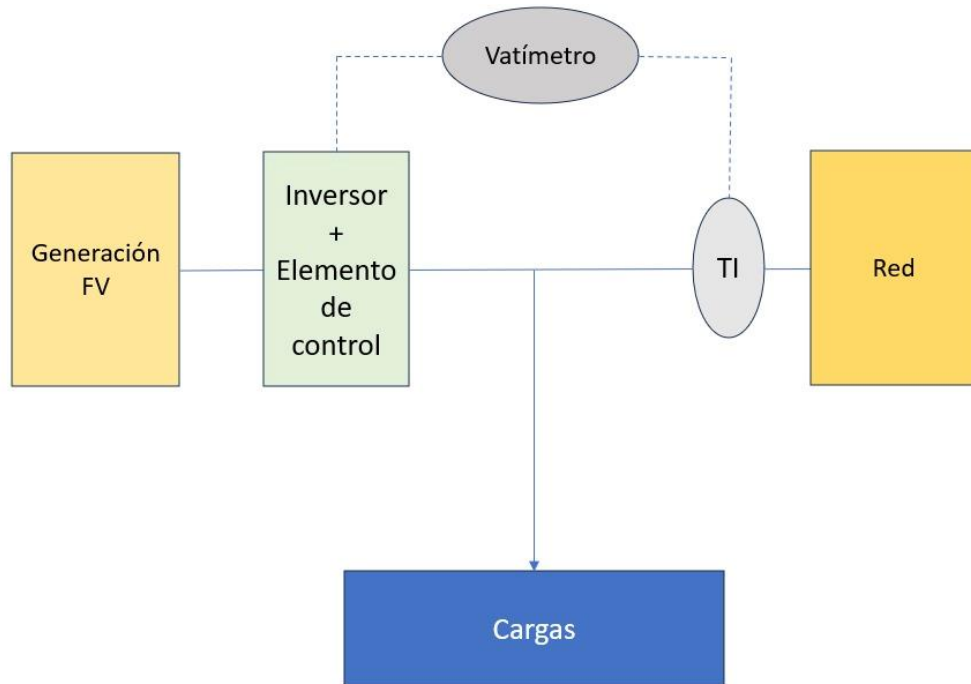 Vatímetro
Generación
FV
Inversor
+
Elemento
de
control
TI
Red
Cargas